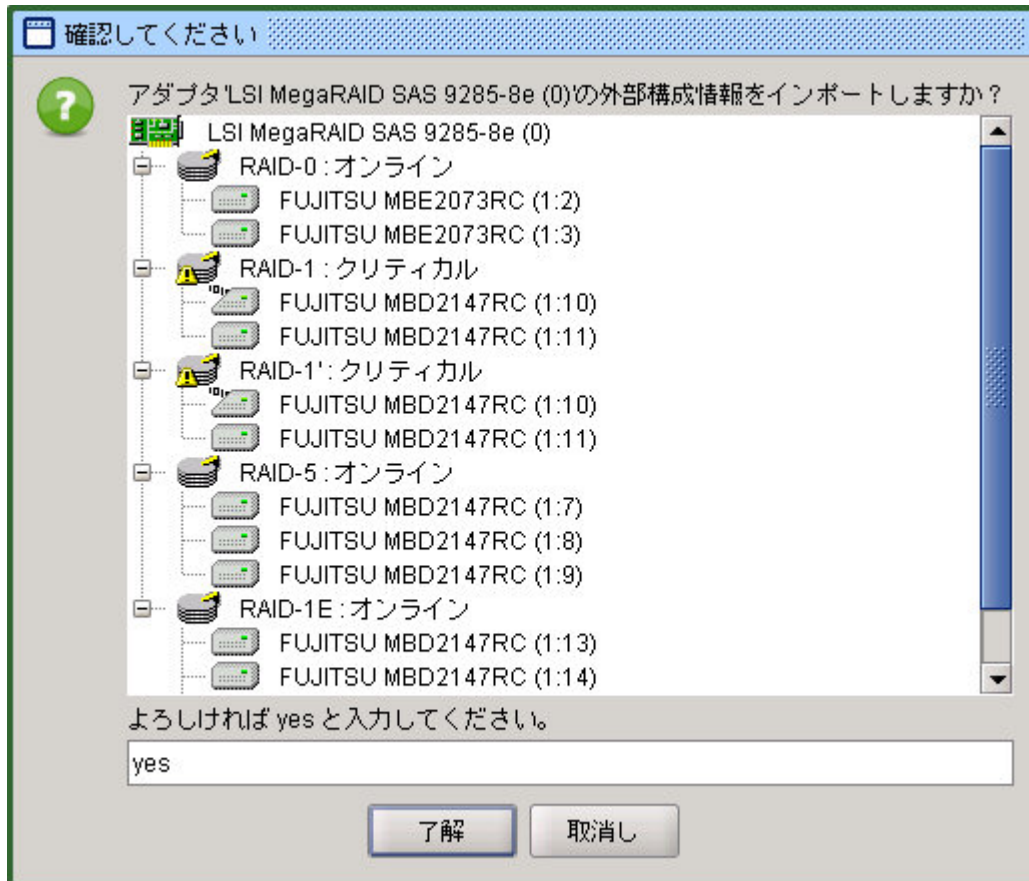 確認してください
アダプタ'LSI MegaRAID SAS 9285-8e (0)'の外部構成情報をインポートしますか？
LSI MegaRAID SAS 9285-8e (0)
RAID-0 : オンライン
FUJITSU MBE2073RC (1:2)
FUJITSU MBE2073RC (1:3)
RAID-1 : クリティカル
FUJITSU MBD2147RC (1:10)
FUJITSU MBD2147RC (1:11)
RAID-1' : クリティカル
FUJITSU MBD2147RC (1:10)
FUJITSU MBD2147RC (1:11)
RAID-5 : オンライン
FUJITSU MBD2147RC (1:7)
FUJITSU MBD2147RC (1:8)
FUJITSU MBD2147RC (1:9)
RAID-1E : オンライン
FUJITSU MBD2147RC (1:13)
FUJITSU MBD2147RC (1:14)
よろしければ yes と入力してください。
yes
了解
取消し